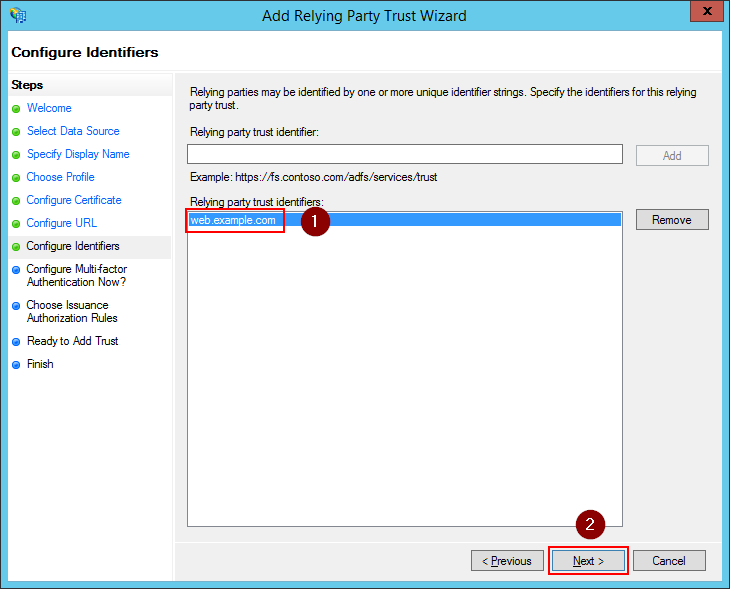 Add Relying Party Trust Wizard
X
Configure Identifiers
Steps
Welcome
Select Data Source
Specify Display Name
Choose Profile
Configure Certificate
Configure URL
Configure Identifiers
Configure Multi-factor
Authentication Now?
Choose Issuance
Authorization Rules
Ready to Add Trust
Finish
Relying parties may be identified by one or more unique identifier strings. Specify the identifiers for this relying
party trust.
Relying party trust identifier:
Add
Example: https://fs.contoso.com/adfs/services/trust
Relying party trust identifiers:
web.example.com
1
Remove
2
< Previous
Next >
Cancel